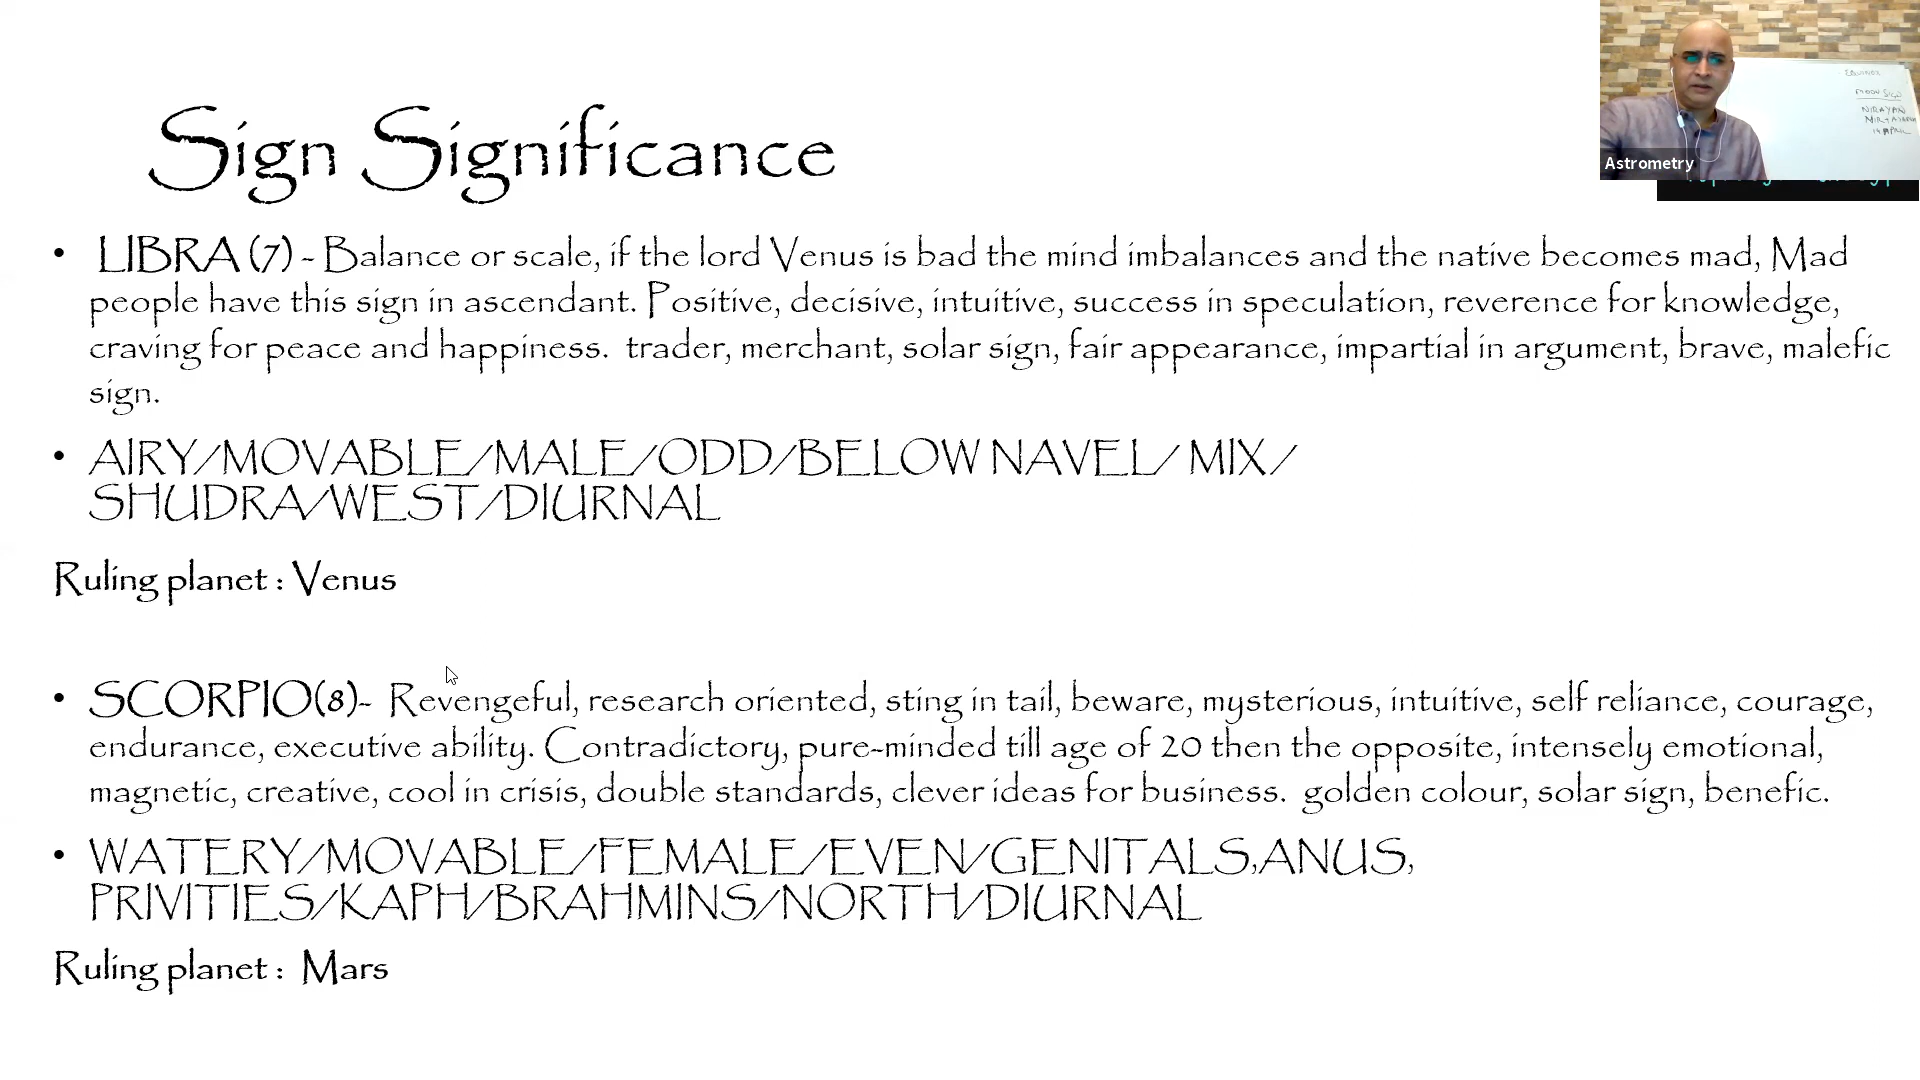 Sign Significance
• LIBRA (7) - Balance or scale, if the lord Venus is bad the mind imbalances and the native becomes mad, Mad
people have this sign in ascendant. Positive, decisive, intuitive, success in speculation, reverence for knowledge,
craving for peace and happiness. trader, merchant, solar sign, fair appearance, impartial in argument, brave, malefic
sign.
• AIRY/MOVABLE/MALE/ODD/BELOW NAVEL/ MIX/
SHUDRA/WEST/DIURNAL
Ruling planet : Venus
• SCORPIO(8)- Revengeful, research oriented, sting in tail, beware, mysterious, intuitive, self reliance, courage,
endurance, executive ability. Contradictory, pure-minded till age of 20 then the opposite, intensely emotional,
magnetic, creative, cool in crisis, double standards, clever ideas for business. golden colour, solar sign, benefic.
• WATERY/MOVABLE/FEMALE/EVEN/GENITALS,ANUS,
PRIVITIES/KAPH/BRAHMINS/NORTH/DIURNAL
Ruling planet : Mars
EQUINOX
MOON SIGN
NIRAYAN
14 APRIL
Astrometry